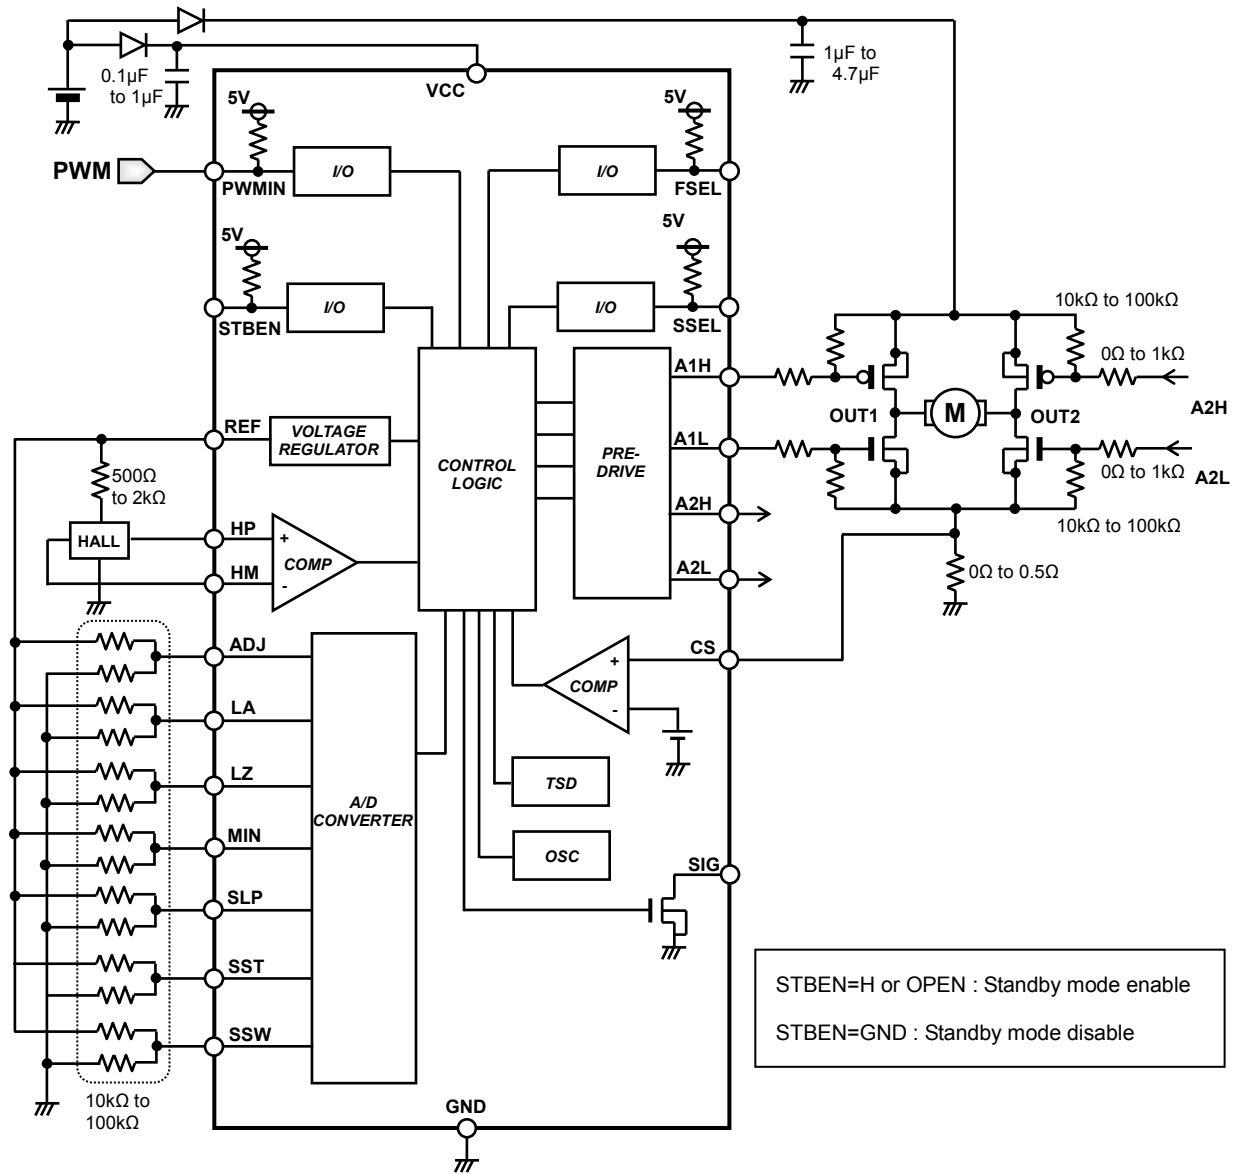 0.1µF
to 1µF
1µF to
4.7µF
VCC
5V
5V
PWM
PWMIN
I/O
I/O
FSEL
5V
5V
STBEN
I/O
I/O
SSEL
10kΩ to 100kΩ
0Ω to 1kΩ
A1H
A2H
OUT1
M
OUT2
REF
VOLTAGE
REGULATOR
CONTROL
LOGIC
PRE-
DRIVE
A1L
0Ω to 1kΩ
A2L
500Ω
to 2kΩ
A2H
10kΩ to 100kΩ
HALL
HP
+
COMP
HM
-
A2L
0Ω to 0.5Ω
ADJ
CS
+
COMP
-
LA
LZ
TSD
A/D
CONVERTER
MIN
OSC
SIG
SLP
SST
STBEN=H or OPEN : Standby mode enable
STBEN=GND : Standby mode disable
SSW
10kΩ to
100kΩ
GND